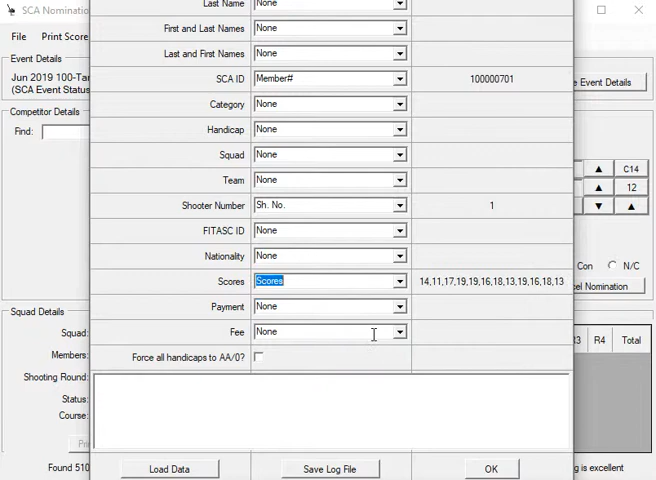 SCA Nominatio
Last Name None
File Print Score
First and Last Names None
Event Details
Last and First Names None
Jun 2019 100-Tar
SCA ID Member# 100000701
e Event Details
(SCA Event Status
Competitor Details
Category None
Find:
Handicap None
Squad None
C14
Team None
12
Shooter Number Sh. No. 1
FITASC ID None
Nationality None
Con N/C
Scores Scores 14,11,17,19,19,16,18,13,19,16,18,13
cel Nomination
Payment None
Squad Details
Squad:
Fee None
R3 R4 Total
Members:
Force all handicaps to AA/0?
Shooting Round:
Status:
Course:
Pri
Found 510
Load Data Save Log File OK
g is excellent